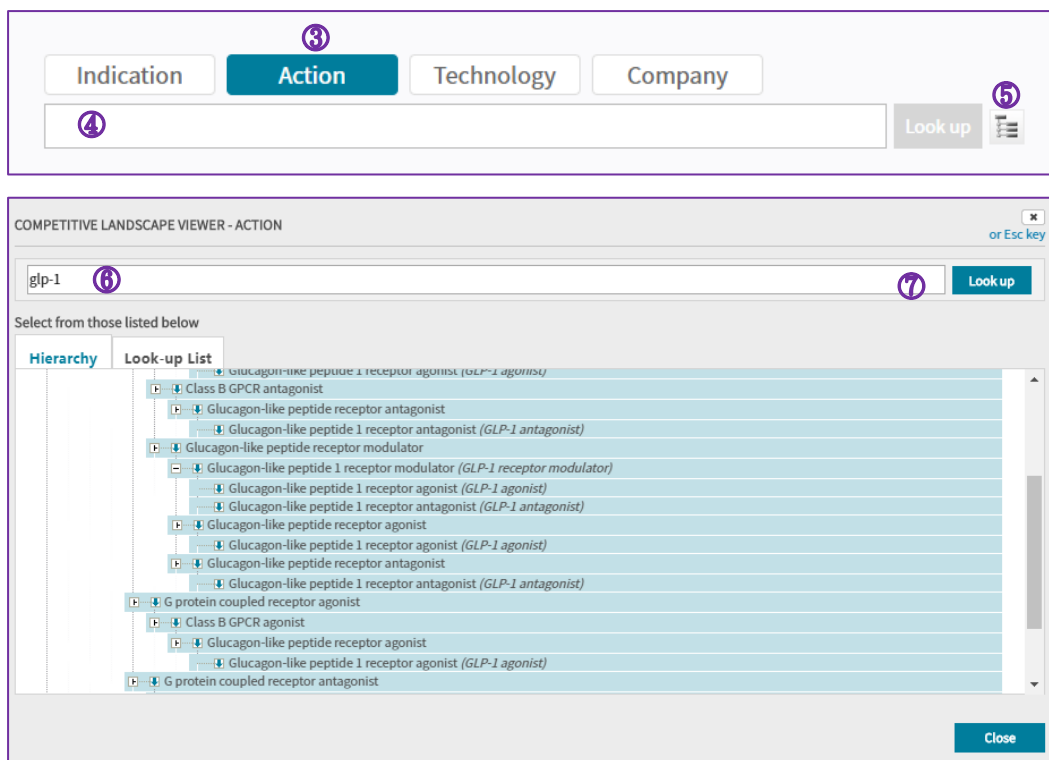 ③
Indication Action Technology Company
④ Look up ⑤
COMPETITIVE LANDSCAPE VIEWER - ACTION
or Esc key
glp-1 ⑥ ⑦ Look up
Select from those listed below
Hierarchy Look-up List
Glucagon-like peptide 1 receptor agonist (GLP-1 agonist)
Class B GPCR antagonist
Glucagon-like peptide receptor antagonist
Glucagon-like peptide 1 receptor antagonist (GLP-1 antagonist)
Glucagon-like peptide receptor modulator
Glucagon-like peptide 1 receptor modulator (GLP-1 receptor modulator)
Glucagon-like peptide 1 receptor agonist (GLP-1 agonist)
Glucagon-like peptide 1 receptor antagonist (GLP-1 antagonist)
Glucagon-like peptide receptor agonist
Glucagon-like peptide 1 receptor agonist (GLP-1 agonist)
Glucagon-like peptide receptor antagonist
Glucagon-like peptide 1 receptor antagonist (GLP-1 antagonist)
G protein coupled receptor agonist
Class B GPCR agonist
Glucagon-like peptide receptor agonist
Glucagon-like peptide 1 receptor agonist (GLP-1 agonist)
G protein coupled receptor antagonist
Close